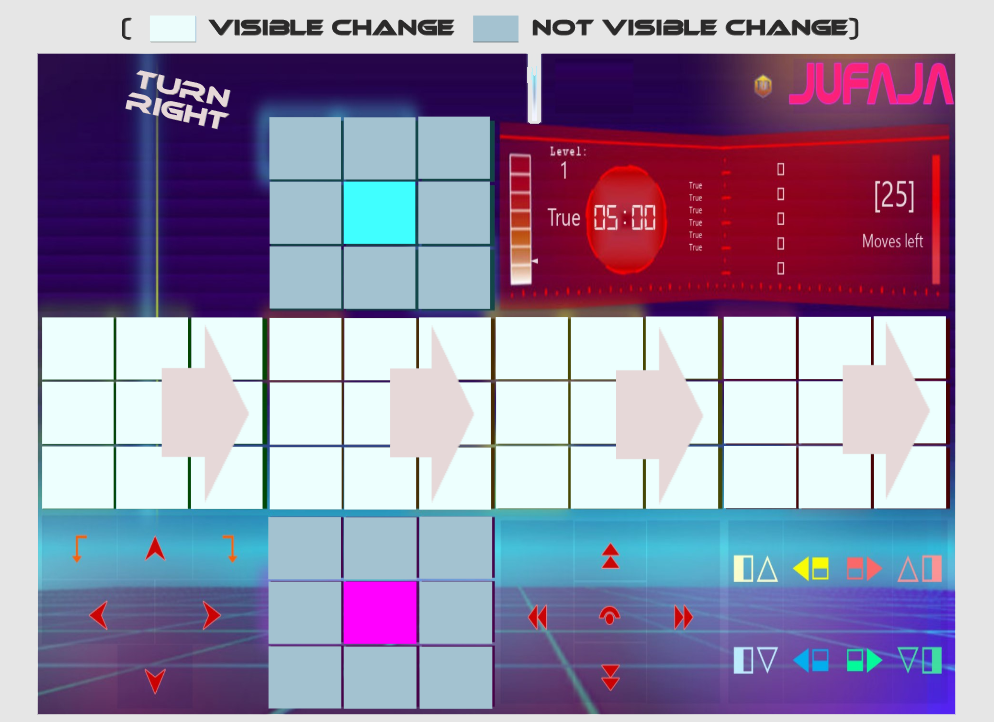 ( VISIBLE CHANGE NOT VISIBLE CHANGE)
TURN
RIGHT
JUFAJA
Level:
1
True
05:00
True
True
True
True
True
True
[25]
Moves left